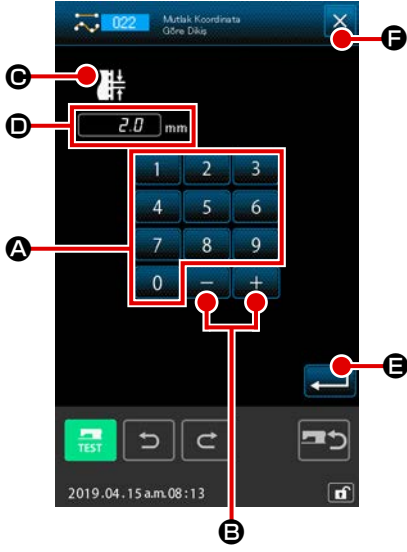 022 Mutlak Koordinata
Göre Dikiş
F
C
D
2.0 mm
1 2 3
4 5 6
A
7 8 9
0 − +
E
TEST
2019.04.15 a.m.08:13
B